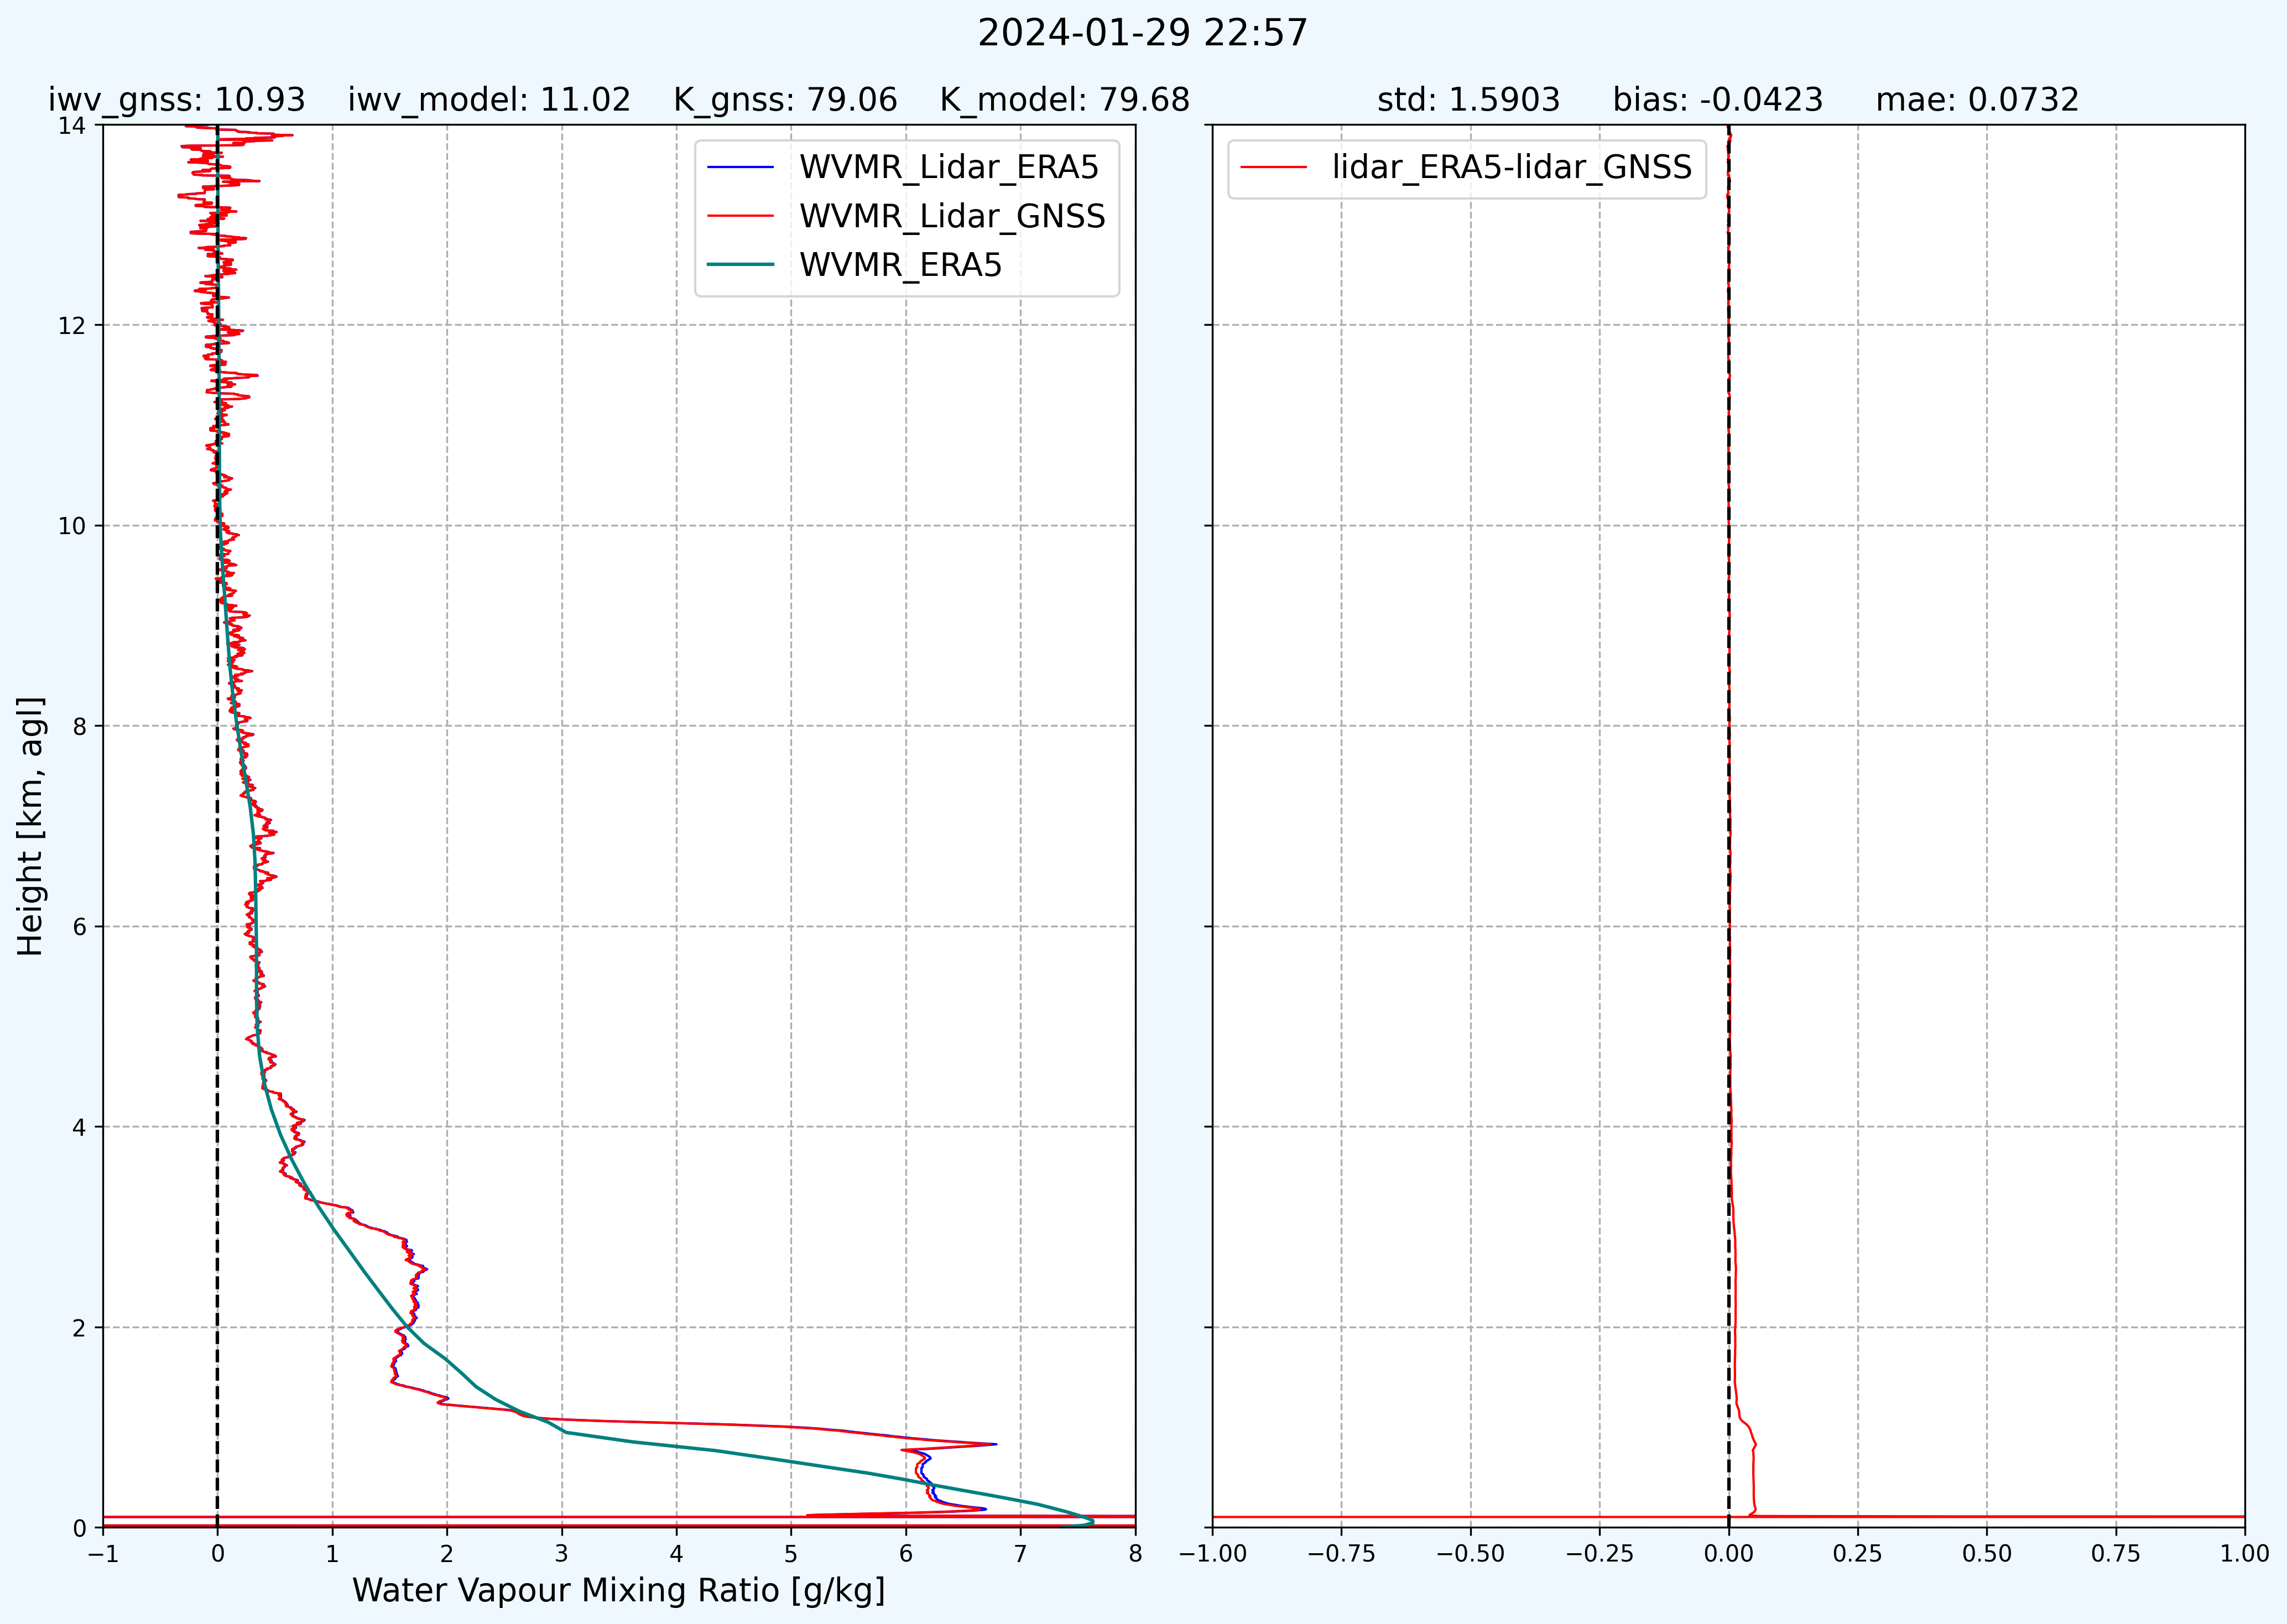 2024-01-29 22:57
iwv_gnss: 10.93 iwv_model: 11.02 K_gnss: 79.06 K_model: 79.68
std: 1.5903 bias: -0.0423 mae: 0.0732
WVMR_Lidar_ERA5
WVMR_Lidar_GNSS
WVMR_ERA5
lidar_ERA5-lidar_GNSS
14
12
10
8
6
4
2
0
Height [km, agl]
−1 0 1 2 3 4 5 6 7 8
Water Vapour Mixing Ratio [g/kg]
−1.00 −0.75 −0.50 −0.25 0.00 0.25 0.50 0.75 1.00